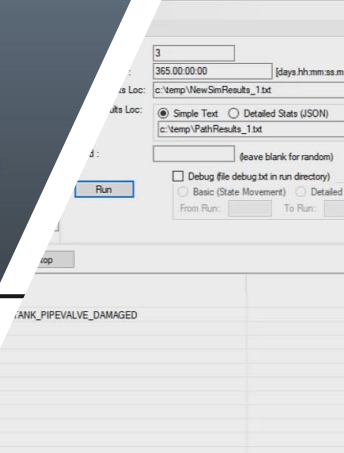 3
: 365.00:00:00 [days.hh:mm:ss.m
s Loc: c:\temp\NewSimResults_1.txt
ults Loc: Simple Text Detailed Stats (JSON)
c:\temp\PathResults_1.txt
d : (leave blank for random)
Debug (file debug.txt in run directory)
Run Basic (State Movement) Detailed
From Run: To Run:
top
TANK_PIPEVALVE_DAMAGED